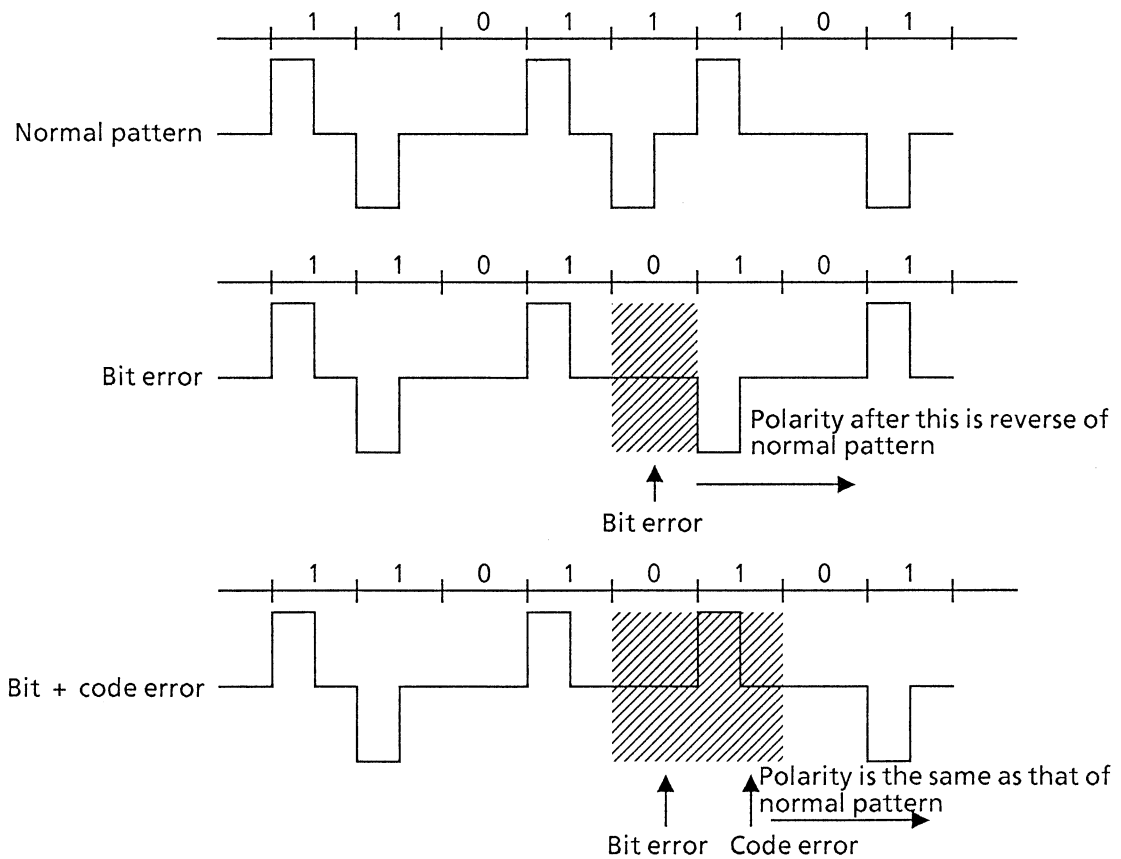 1 1 0 1 1 1 0 1
Normal pattern
1 1 0 1 0 1 0 1
Bit error
Polarity after this is reverse of
normal pattern
Bit error
1 1 0 1 0 1 0 1
Bit + code error
Polarity is the same as that of
normal pattern
Bit error Code error